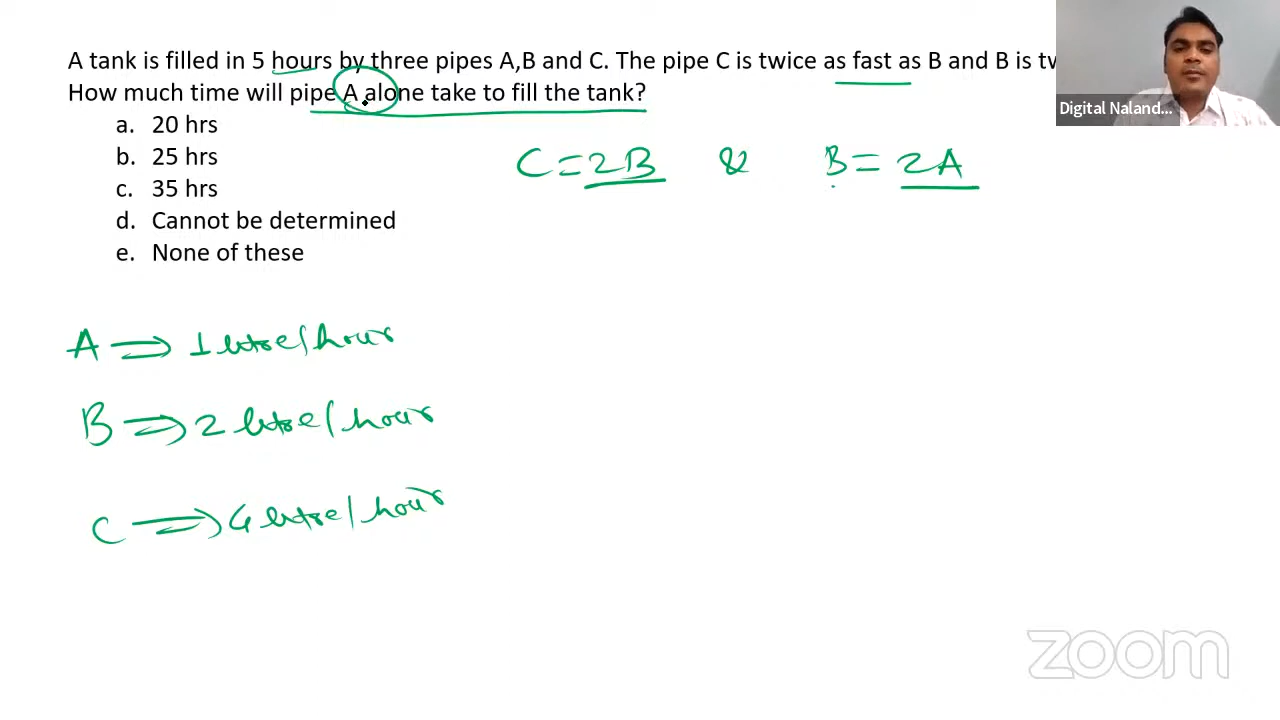 A tank is filled in 5 hours by three pipes A,B and C. The pipe C is twice as fast as B and B is tw
How much time will pipe A alone take to fill the tank?
a. 20 hrs
b. 25 hrs
c. 35 hrs
d. Cannot be determined
e. None of these
Digital Naland...
C = 2B & B = 2A
A ⇒ 1 litre/hour
B ⇒ 2 litre/hour
C ⇒ 4 litre/hour
zoom